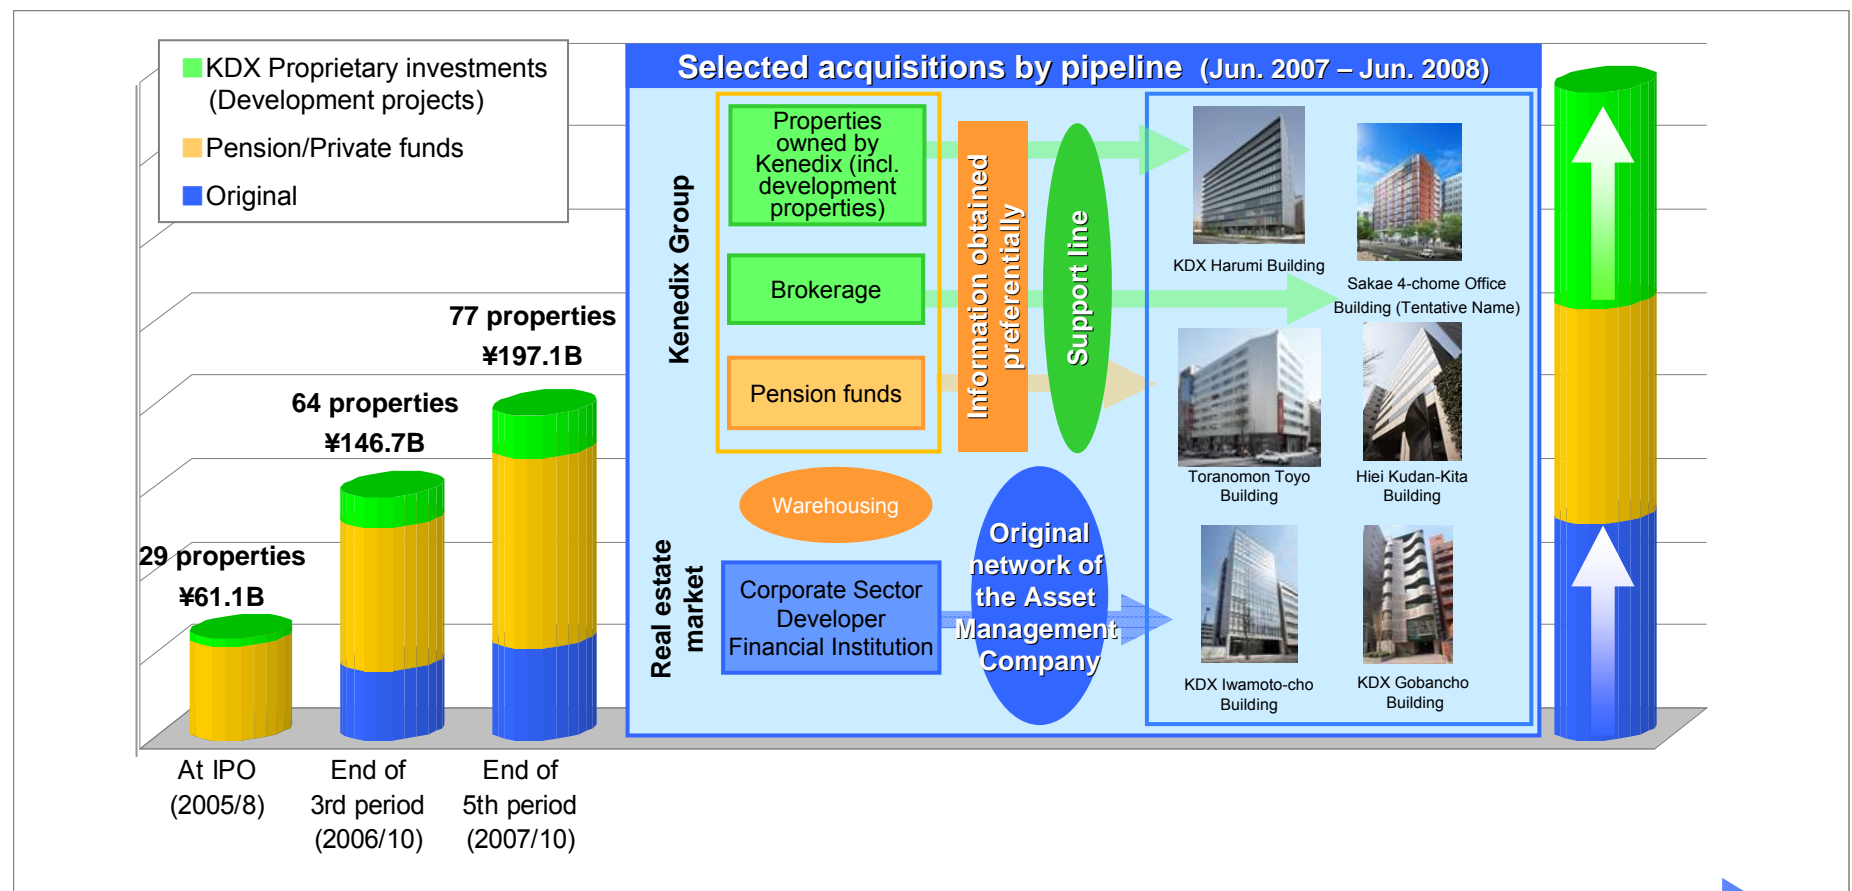 KDX Proprietary investments
(Development projects)
Pension/Private funds
Original
29 properties
¥61.1B
64 properties
¥146.7B
77 properties
¥197.1B
At IPO
(2005/8)
End of
3rd period
(2006/10)
End of
5th period
(2007/10)
Selected acquisitions by pipeline (Jun. 2007 – Jun. 2008)
Kenedix Group
Properties
owned by
Kenedix (incl.
development
properties)
Brokerage
Pension funds
Information obtained
preferentially
Support line
Warehousing
Real estate
market
Corporate Sector
Developer
Financial Institution
Original
network of
the Asset
Management
Company
KDX Harumi Building
Sakae 4-chome Office
Building (Tentative Name)
Toranomon Toyo
Building
Hiei Kudan-Kita
Building
KDX Iwamoto-cho
Building
KDX Gobancho
Building